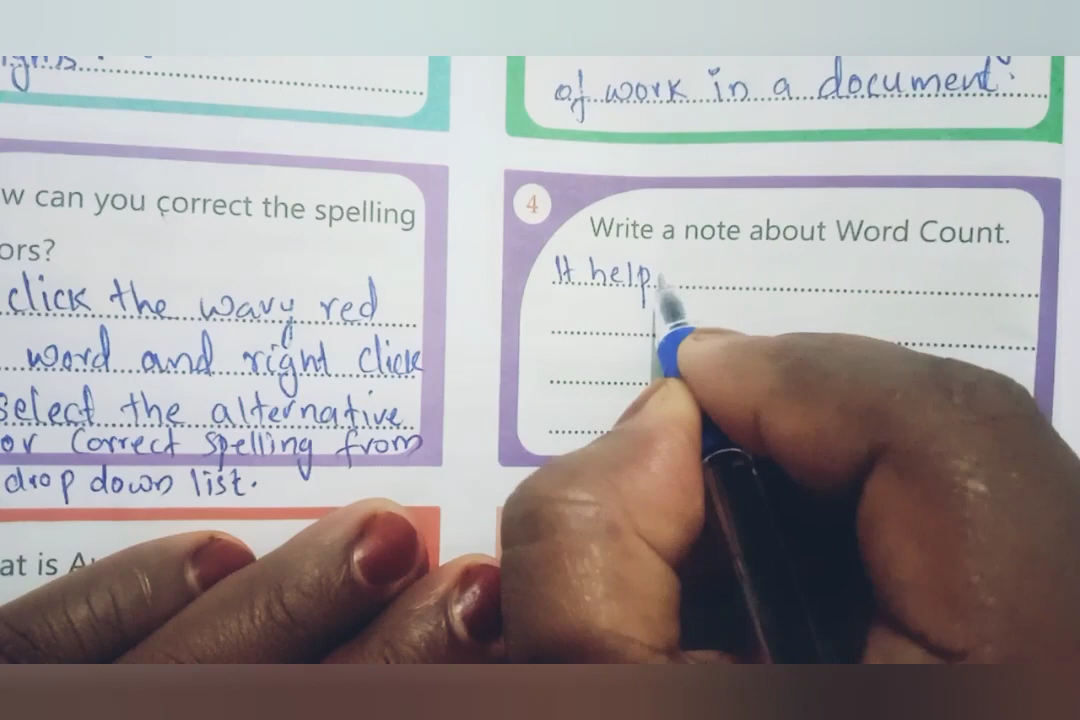 of work in a document.
w can you correct the spelling
ors?
click the wavy red
word and right click
select the alternative
or correct spelling from
drop down list.
4
Write a note about Word Count.
It help
at is A